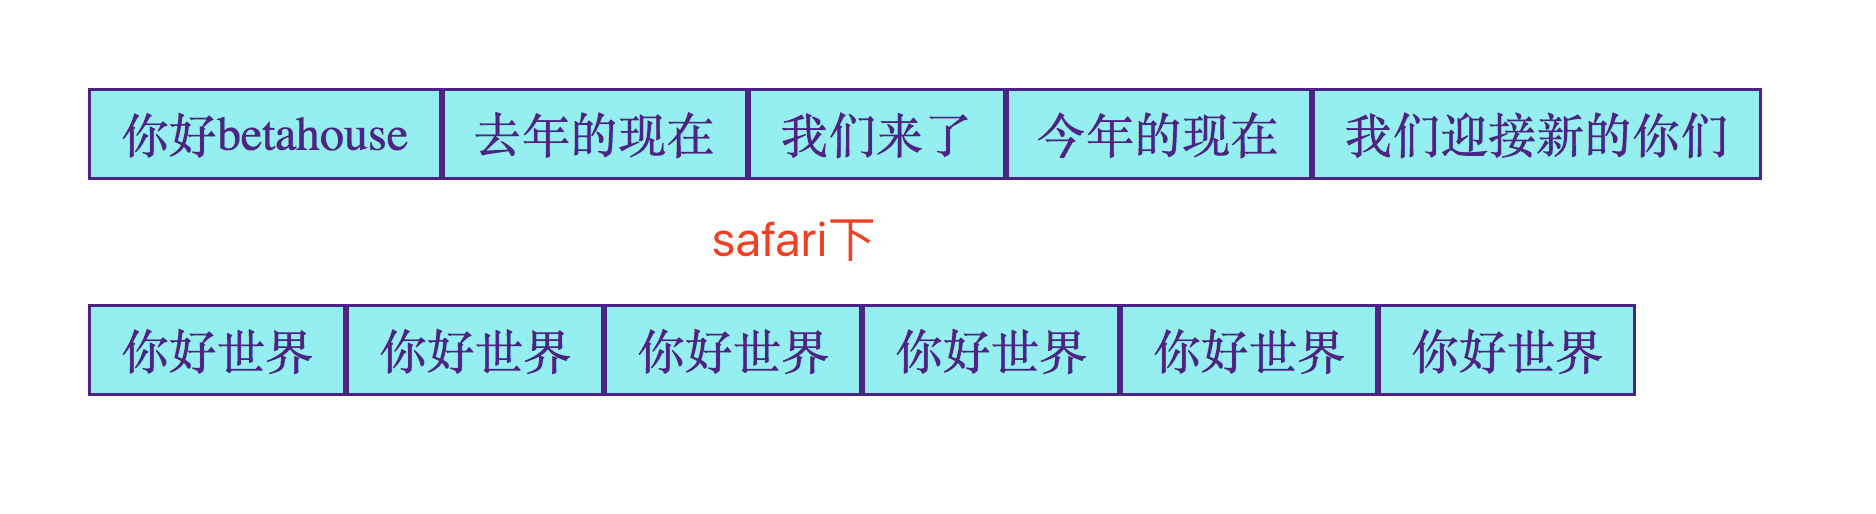 你好betahouse 去年的现在 我们来了 今年的现在 我们迎接新的你们
safari下
你好世界 你好世界 你好世界 你好世界 你好世界 你好世界